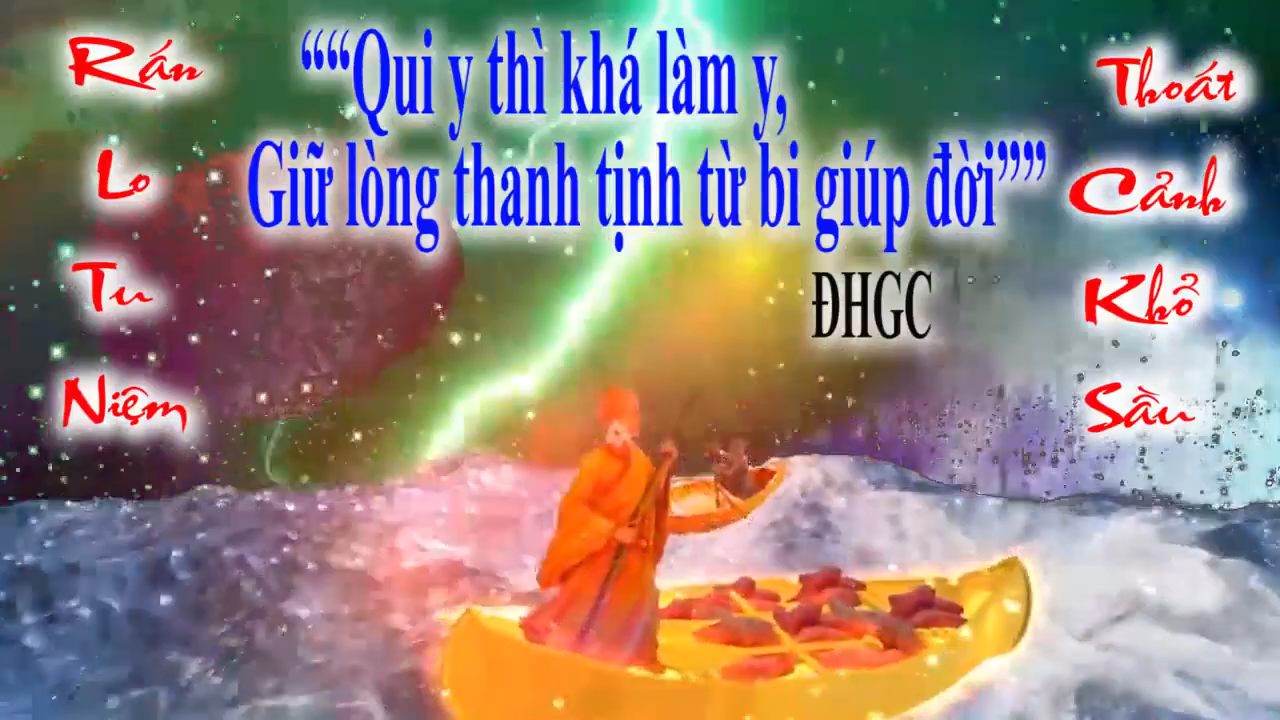 Rấn
Lo
Tu
Niệm
““Qui y thì khá làm y,
Giữ lòng thanh tịnh từ bi giúp đời””
ĐHGC
Thoát
Cảnh
Khổ
Sầu